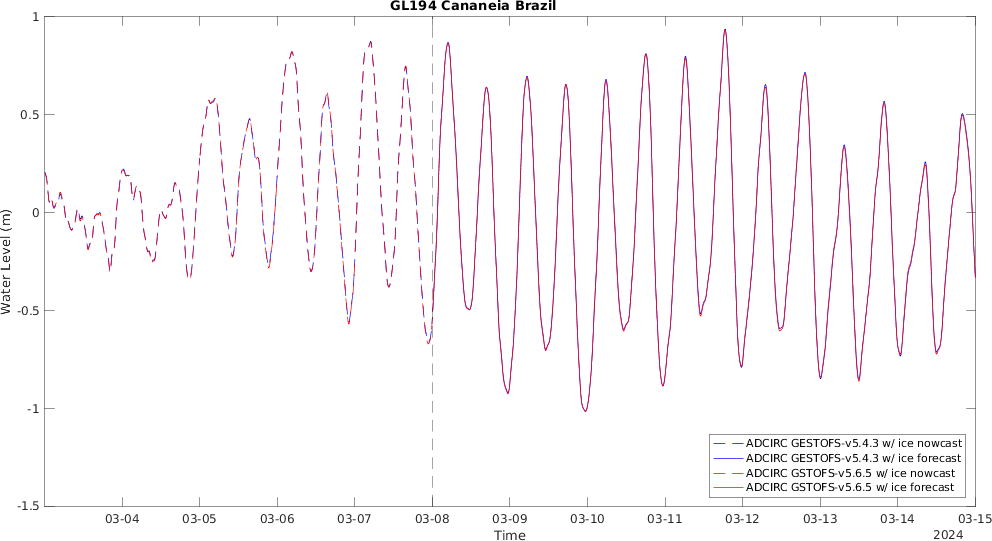 GL194 Cananeia Brazil
1
0.5
0
-0.5
-1
-1.5
Water Level (m)
03-04 03-05 03-06 03-07 03-08 03-09 03-10 03-11 03-12 03-13 03-14 03-15
Time
2024
ADCIRC GESTOFS-v5.4.3 w/ ice nowcast
ADCIRC GESTOFS-v5.4.3 w/ ice forecast
ADCIRC GSTOFS-v5.6.5 w/ ice nowcast
ADCIRC GSTOFS-v5.6.5 w/ ice forecast